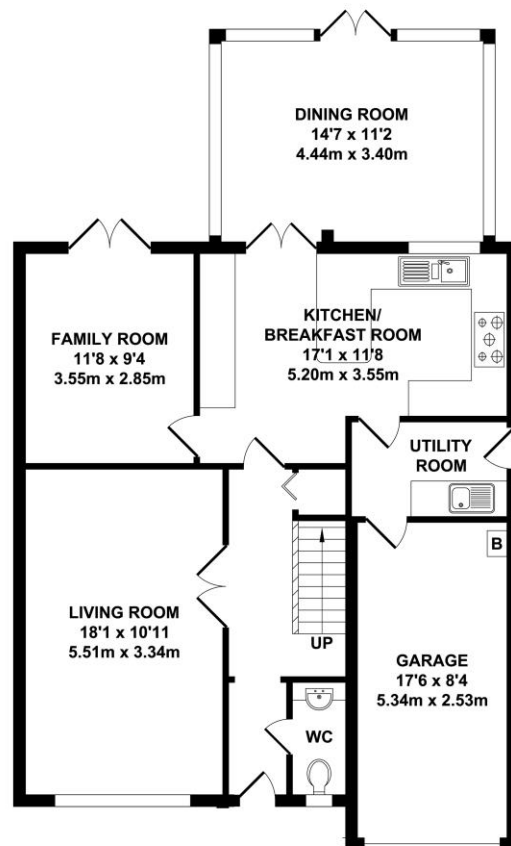 DINING ROOM
14'7 x 11'2
4.44m x 3.40m
FAMILY ROOM
11'8 x 9'4
3.55m x 2.85m
KITCHEN/
BREAKFAST ROOM
17'1 x 11'8
5.20m x 3.55m
UTILITY
ROOM
B
LIVING ROOM
18'1 x 10'11
5.51m x 3.34m
UP
GARAGE
17'6 x 8'4
5.34m x 2.53m
WC